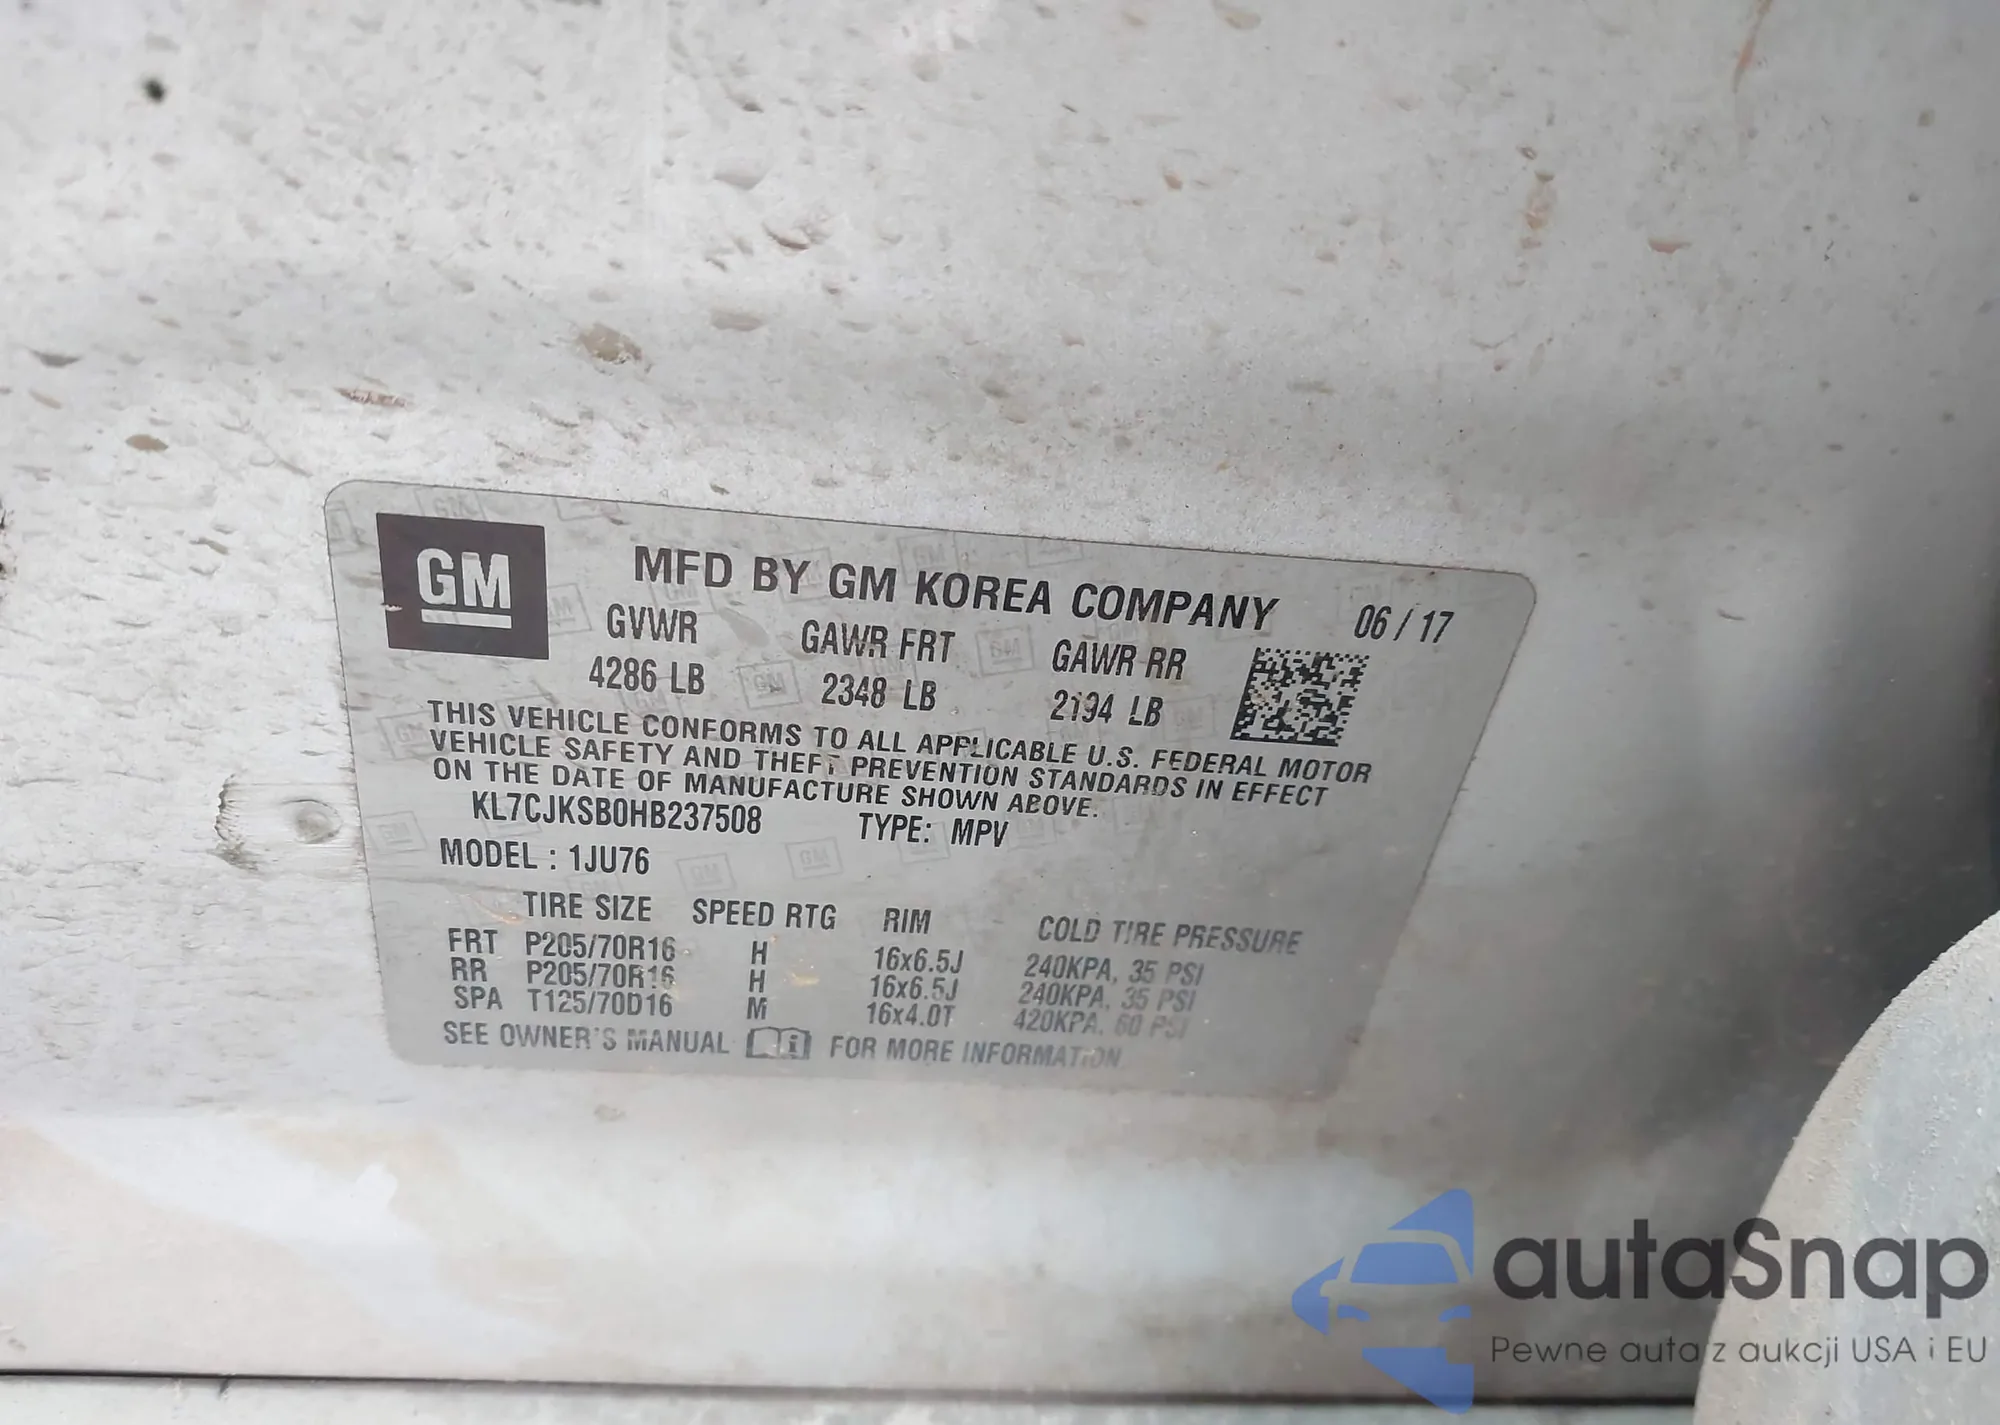 GM
MFD BY GM KOREA COMPANY 06 / 17
GVWR GAWR FRT GAWR RR
4286 LB 2348 LB 2194 LB
THIS VEHICLE CONFORMS TO ALL APPLICABLE U.S. FEDERAL MOTOR
VEHICLE SAFETY AND THEFT PREVENTION STANDARDS IN EFFECT
ON THE DATE OF MANUFACTURE SHOWN ABOVE.
KL7CJKSB0HB237508 TYPE: MPV
MODEL : 1JU76
TIRE SIZE SPEED RTG RIM COLD TIRE PRESSURE
FRT P205/70R16 H 16x6.5J 240KPA, 35 PSI
RR P205/70R16 H 16x6.5J 240KPA, 35 PSI
SPA T125/70D16 M 16x4.0T 420KPA, 60 PSI
SEE OWNER'S MANUAL i FOR MORE INFORMATION
autaSnap
Pewne auta z aukcji USA i EU